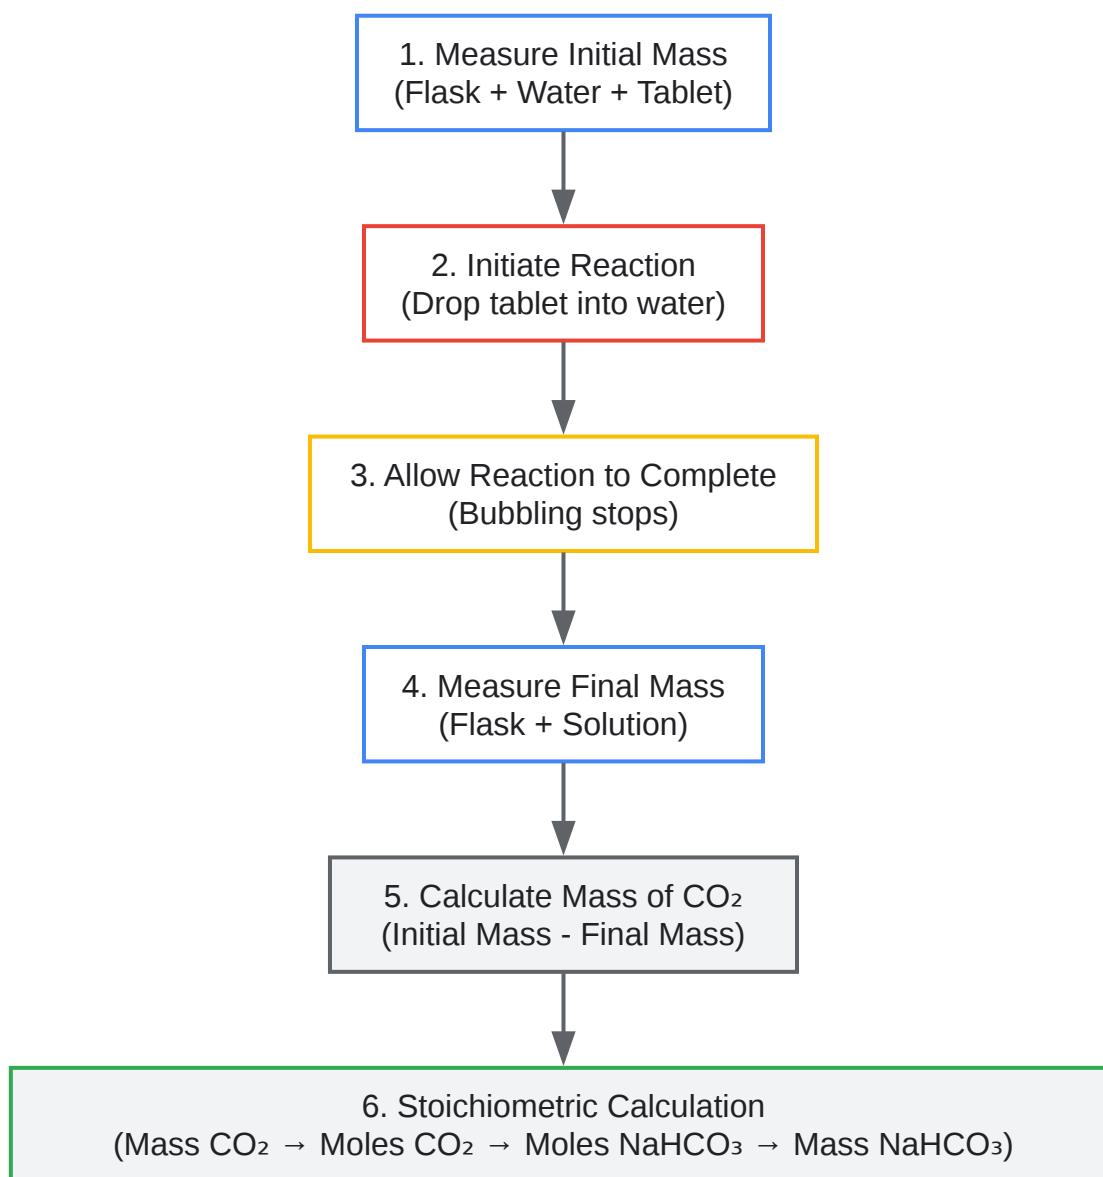 1. Measure Initial Mass
(Flask + Water + Tablet)
2. Initiate Reaction
(Drop tablet into water)
3. Allow Reaction to Complete
(Bubbling stops)
4. Measure Final Mass
(Flask + Solution)
5. Calculate Mass of CO₂
(Initial Mass - Final Mass)
6. Stoichiometric Calculation
(Mass CO₂ → Moles CO₂ → Moles NaHCO₃ → Mass NaHCO₃)